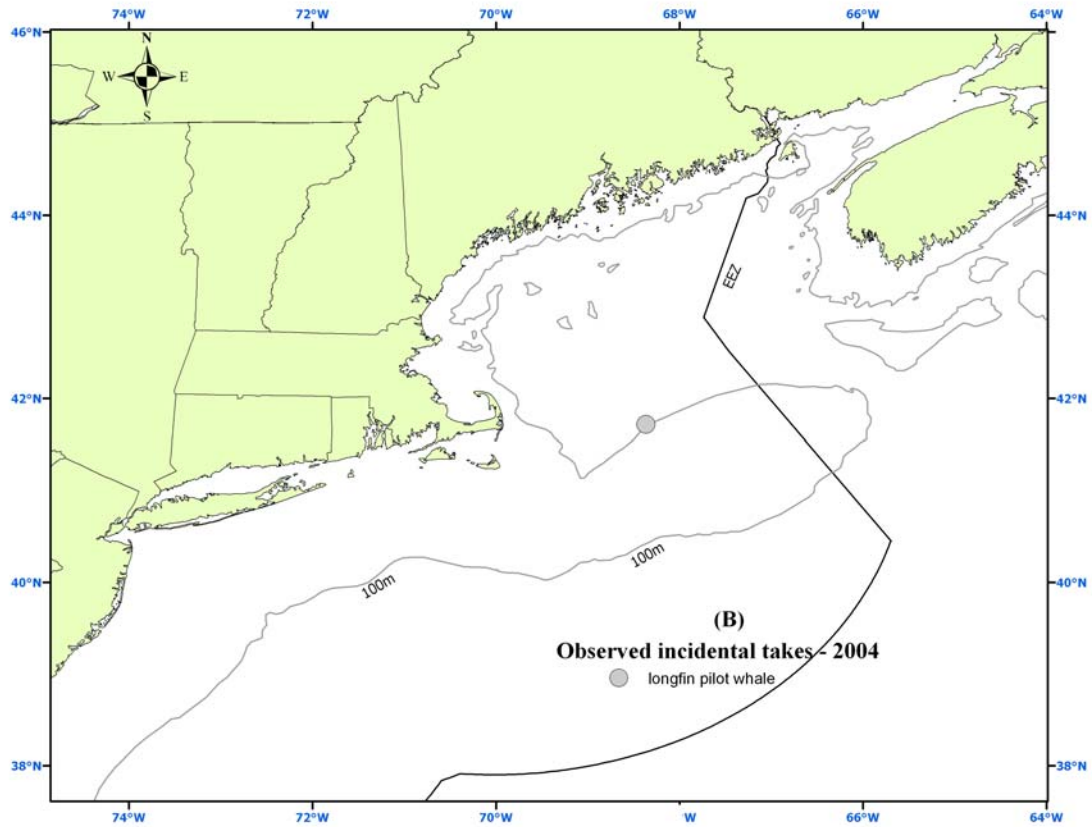 74°W 72°W 70°W 68°W 66°W 64°W
46°N 46°N
N
W E
S
44°N 44°N
EEZ
42°N 42°N
100m
100m
40°N 40°N
(B)
Observed incidental takes - 2004
longfin pilot whale
38°N 38°N
74°W 72°W 70°W °W 66°W 64°W